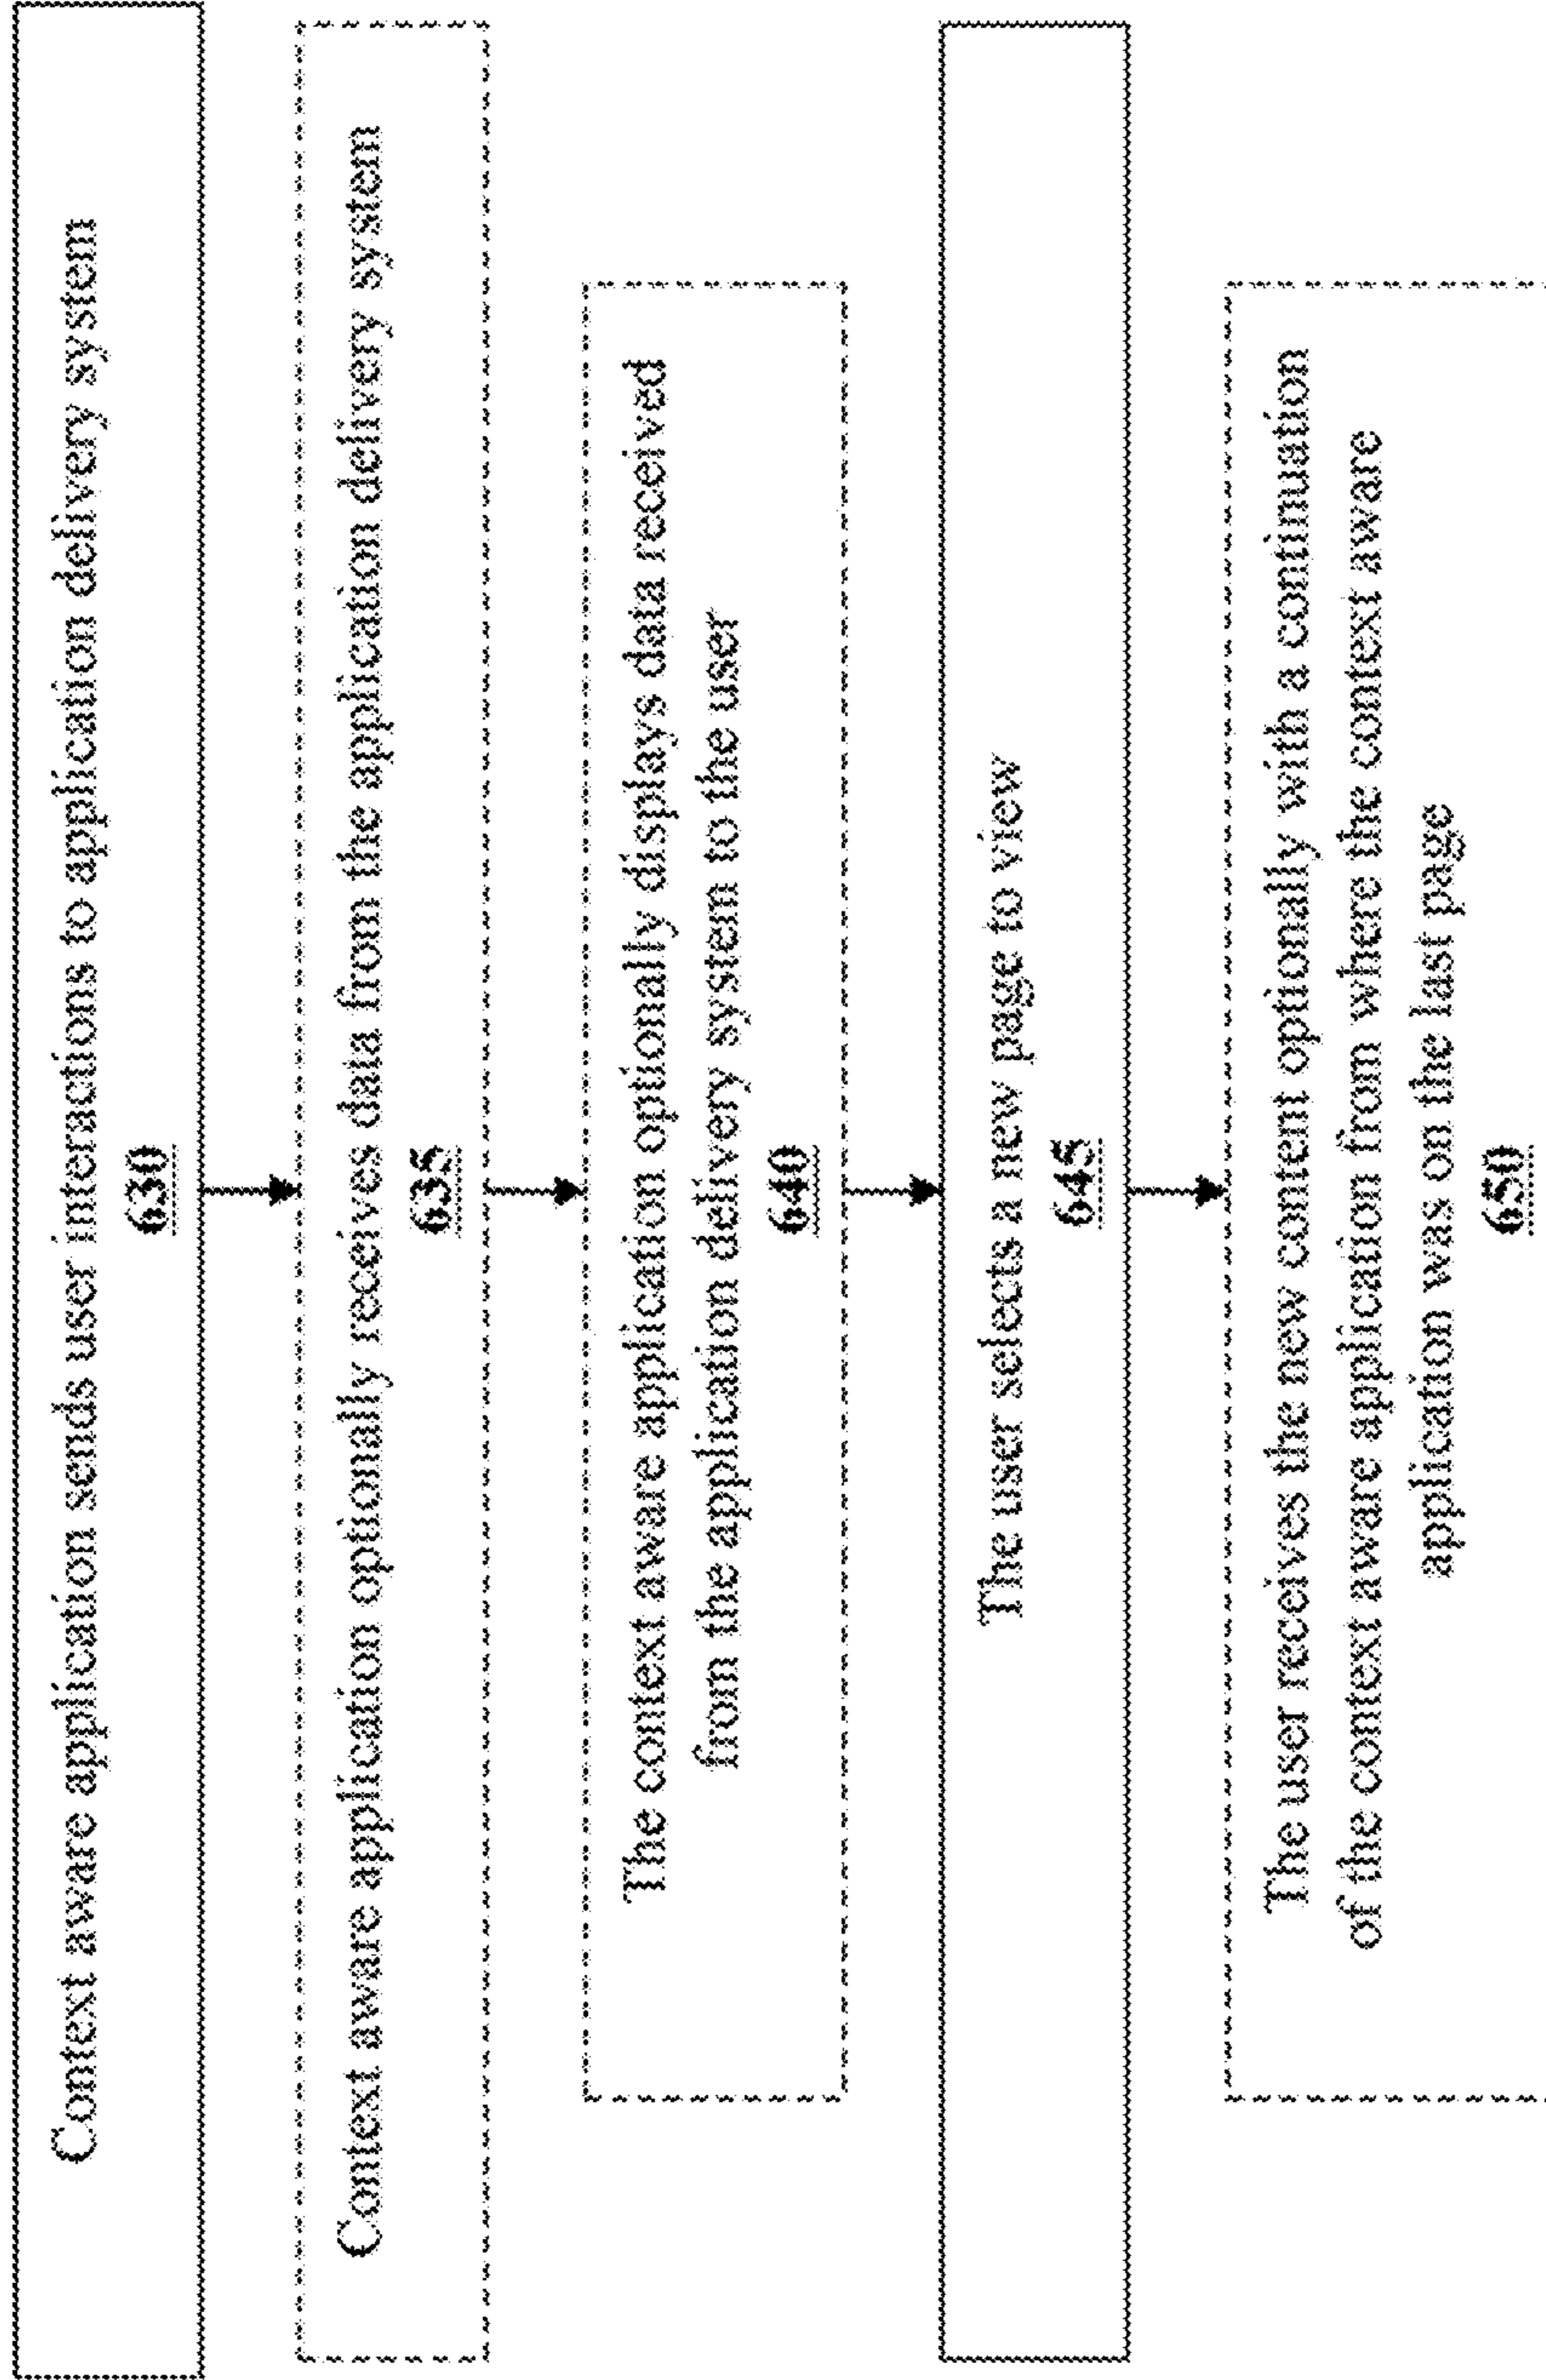 Context aware application sends user interactions to application delivery system
630
Context aware application optionally receives data from the application delivery system
635
The context aware application optionally displays data received
from the application delivery system to the user
640
The user selects a new page to view
645
The user receives the new content optionally with a continuation
of the context aware application from where the context aware
application was on the last page
650